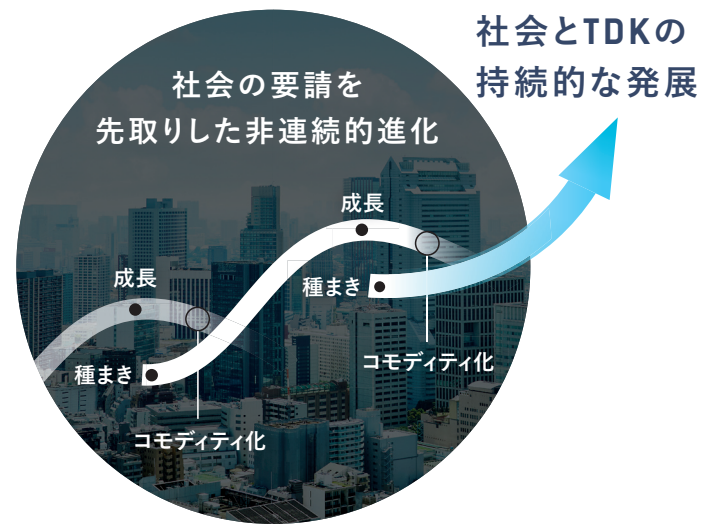 社会とTDKの
持続的な発展
社会の要請を
先取りした非連続的進化
成長
種まき
コモディティ化
成長
種まき
コモディティ化